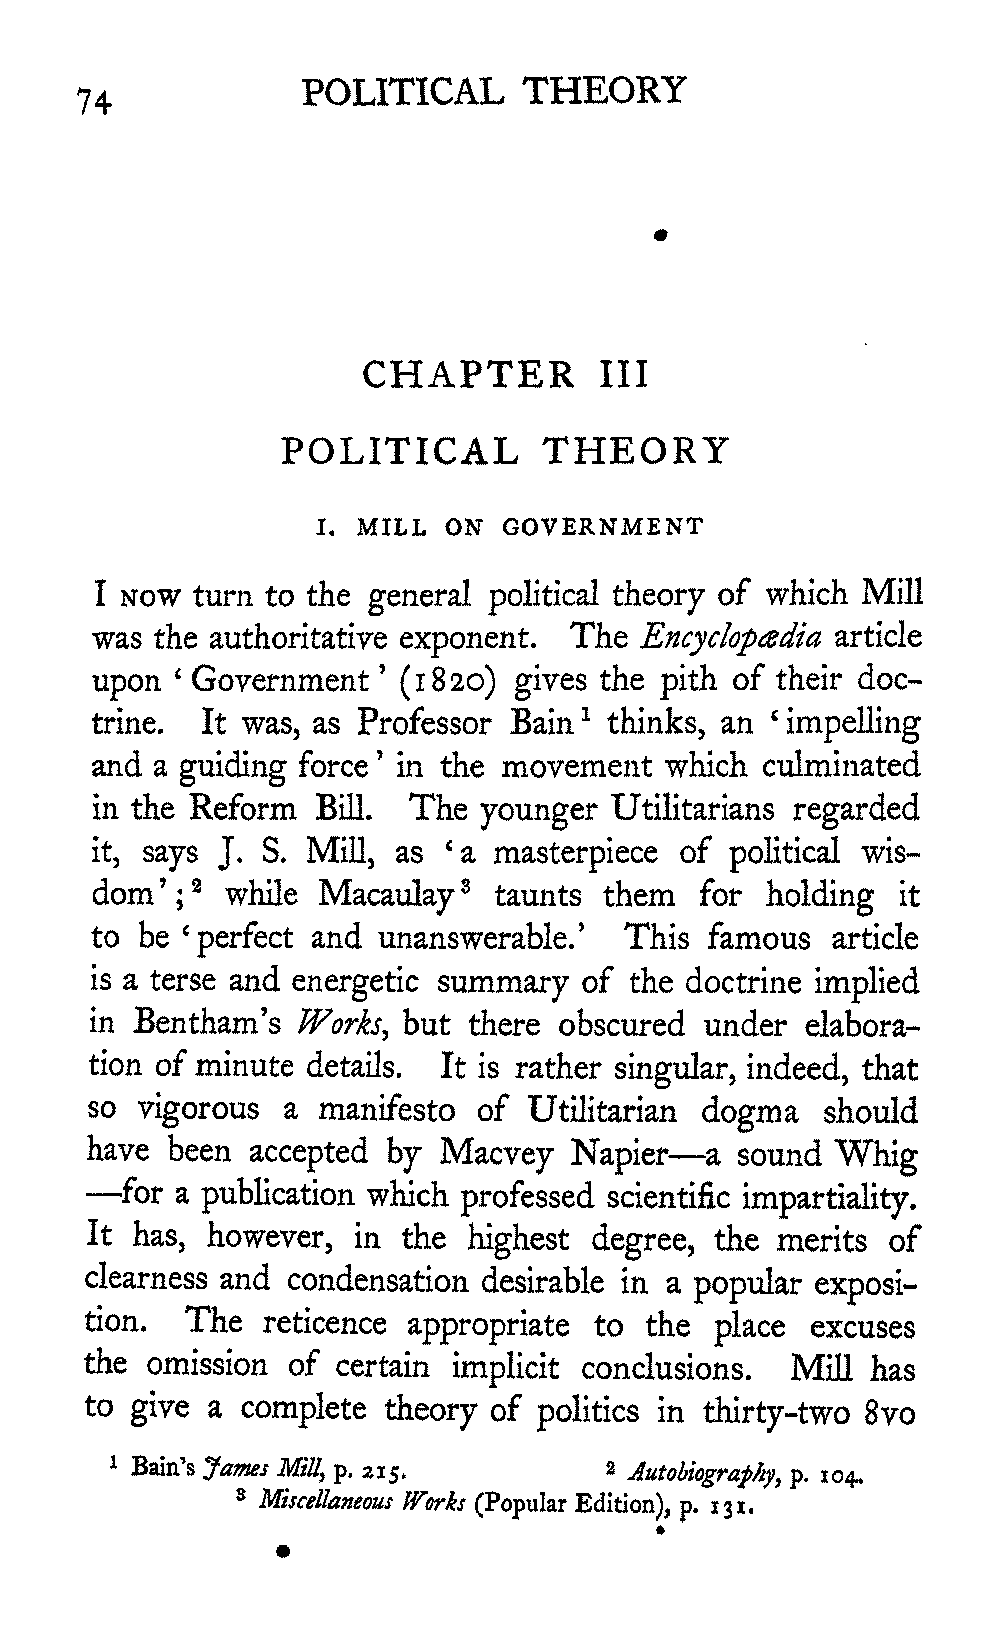 74 POLITICAL THEORY
CHAPTER III
POLITICAL THEORY
I. MILL ON GOVERNMENT
I NOW turn to the general political theory of which Mill
was the authoritative exponent. The Encyclopædia article
upon ‘ Government ’ (1820) gives the pith of their doc-
trine. It was, as Professor Bain ¹ thinks, an ‘ impelling
and a guiding force ’ in the movement which culminated
in the Reform Bill. The younger Utilitarians regarded
it, says J. S. Mill, as ‘ a masterpiece of political wis-
dom ’ ; ² while Macaulay ³ taunts them for holding it
to be ‘ perfect and unanswerable.’ This famous article
is a terse and energetic summary of the doctrine implied
in Bentham’s Works, but there obscured under elabora-
tion of minute details. It is rather singular, indeed, that
so vigorous a manifesto of Utilitarian dogma should
have been accepted by Macvey Napier—a sound Whig
—for a publication which professed scientific impartiality.
It has, however, in the highest degree, the merits of
clearness and condensation desirable in a popular exposi-
tion. The reticence appropriate to the place excuses
the omission of certain implicit conclusions. Mill has
to give a complete theory of politics in thirty-two 8vo
¹ Bain’s James Mill, p. 215. ² Autobiography, p. 104.
³ Miscellaneous Works (Popular Edition), p. 131.